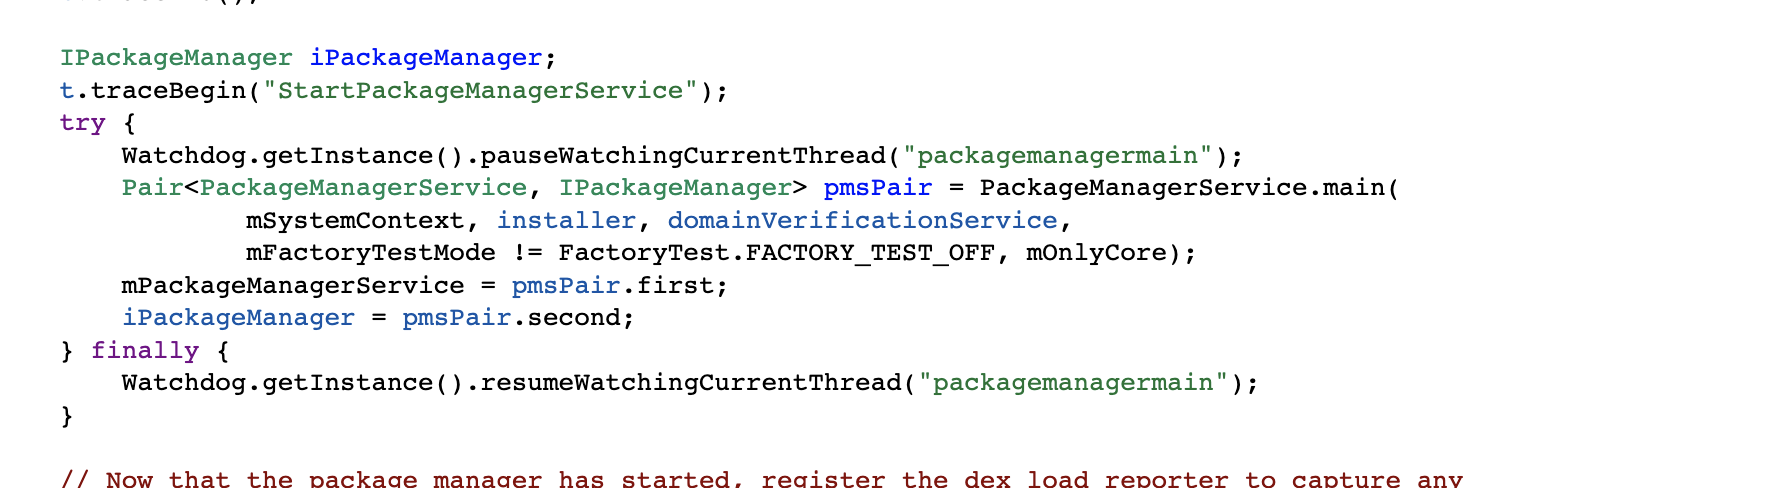 IPackageManager iPackageManager;
t.traceBegin("StartPackageManagerService");
try {
    Watchdog.getInstance().pauseWatchingCurrentThread("packagemanagermain");
    Pair<PackageManagerService, IPackageManager> pmsPair = PackageManagerService.main(
            mSystemContext, installer, domainVerificationService,
            mFactoryTestMode != FactoryTest.FACTORY_TEST_OFF, mOnlyCore);
    mPackageManagerService = pmsPair.first;
    iPackageManager = pmsPair.second;
} finally {
    Watchdog.getInstance().resumeWatchingCurrentThread("packagemanagermain");
}
// Now that the package manager has started, register the dex load reporter to capture any